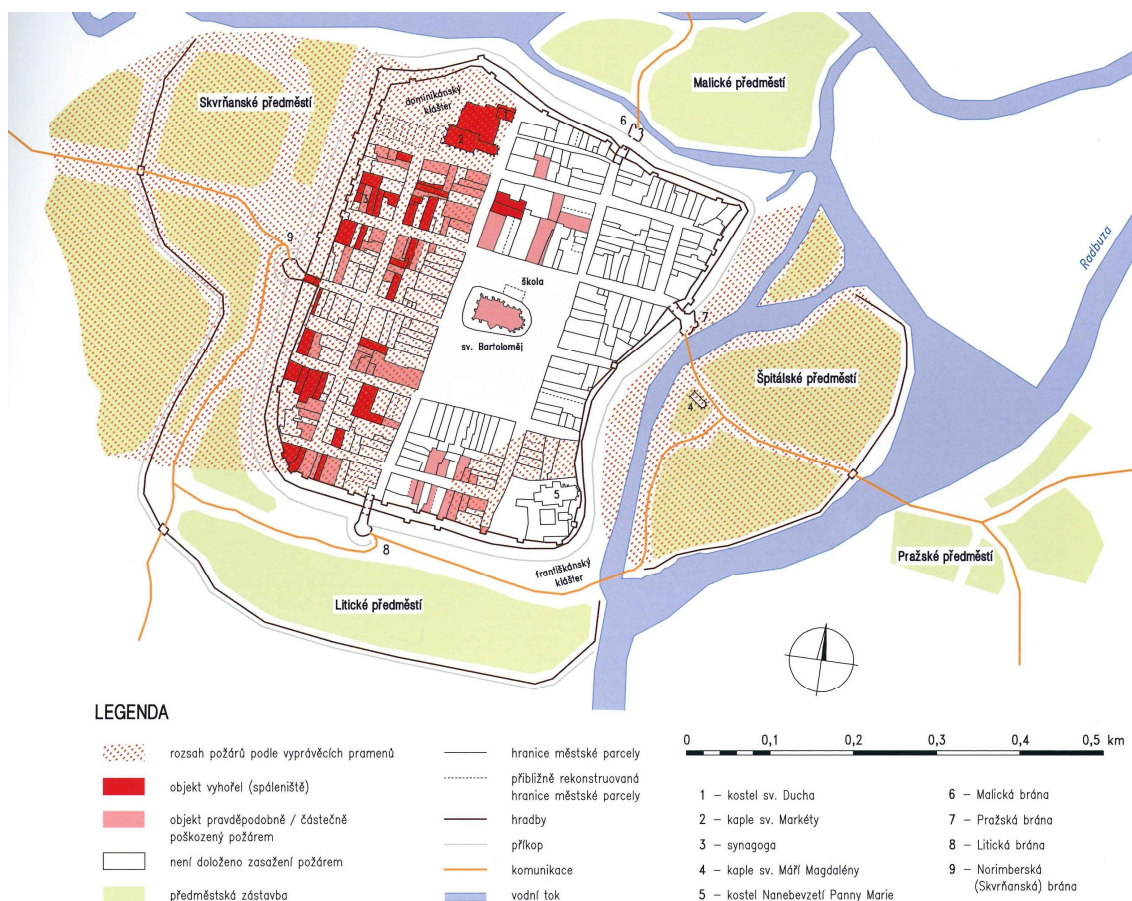 Skvrňanské předměstí
dominikánský
klášter
Malické předměstí
1
2
3
6
9
7
4
5
8
škola
sv. Bartoloměj
Radbuza
Špitálské předměstí
Pražské předměstí
františkánský
klášter
Litické předměstí
LEGENDA
rozsah požárů podle vyprávěcích pramenů
objekt vyhořel (spáleniště)
objekt pravděpodobně / částečně
poškozený požárem
není doloženo zasažení požárem
předměstská zástavba
hranice městské parcely
přibližně rekonstruovaná
hranice městské parcely
hradby
příkop
komunikace
vodní tok
0 0,1 0,2 0,3 0,4 0,5 km
1 – kostel sv. Ducha
2 – kaple sv. Markéty
3 – synagoga
4 – kaple sv. Máří Magdalény
5 – kostel Nanebevzetí Panny Marie
6 – Malická brána
7 – Pražská brána
8 – Litická brána
9 – Norimberská
(Skvrňanská) brána